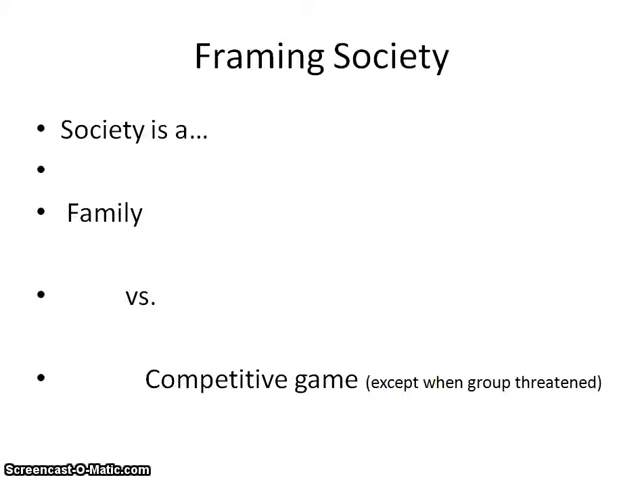 Framing Society
• Society is a...
•
• Family
• vs.
• Competitive game (except when group threatened)
Screencast-O-Matic.com